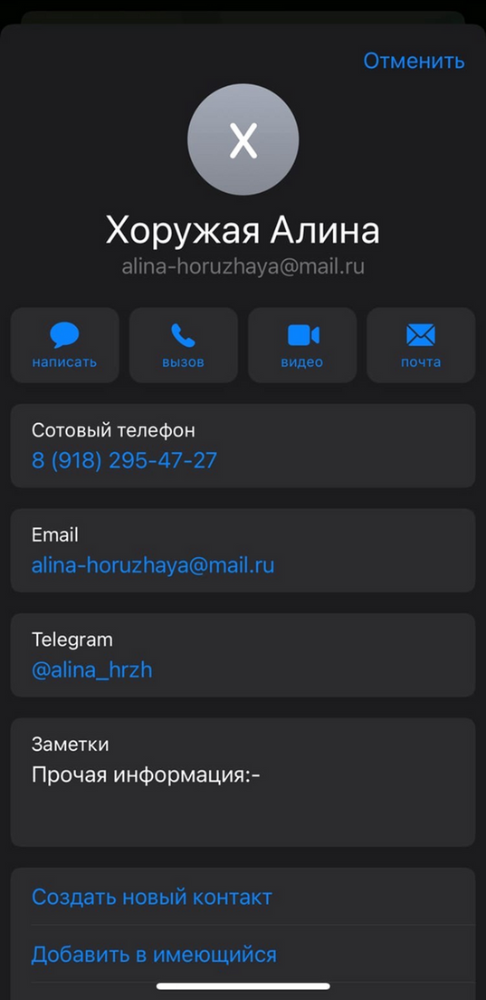 Отменить
Х
Хоружая Алина
alina-horuzhaya@mail.ru
написать
вызов
видео
почта
Сотовый телефон
8 (918) 295-47-27
Email
alina-horuzhaya@mail.ru
Telegram
@alina_hrzh
Заметки
Прочая информация:-
Создать новый контакт
Добавить в имеющийся